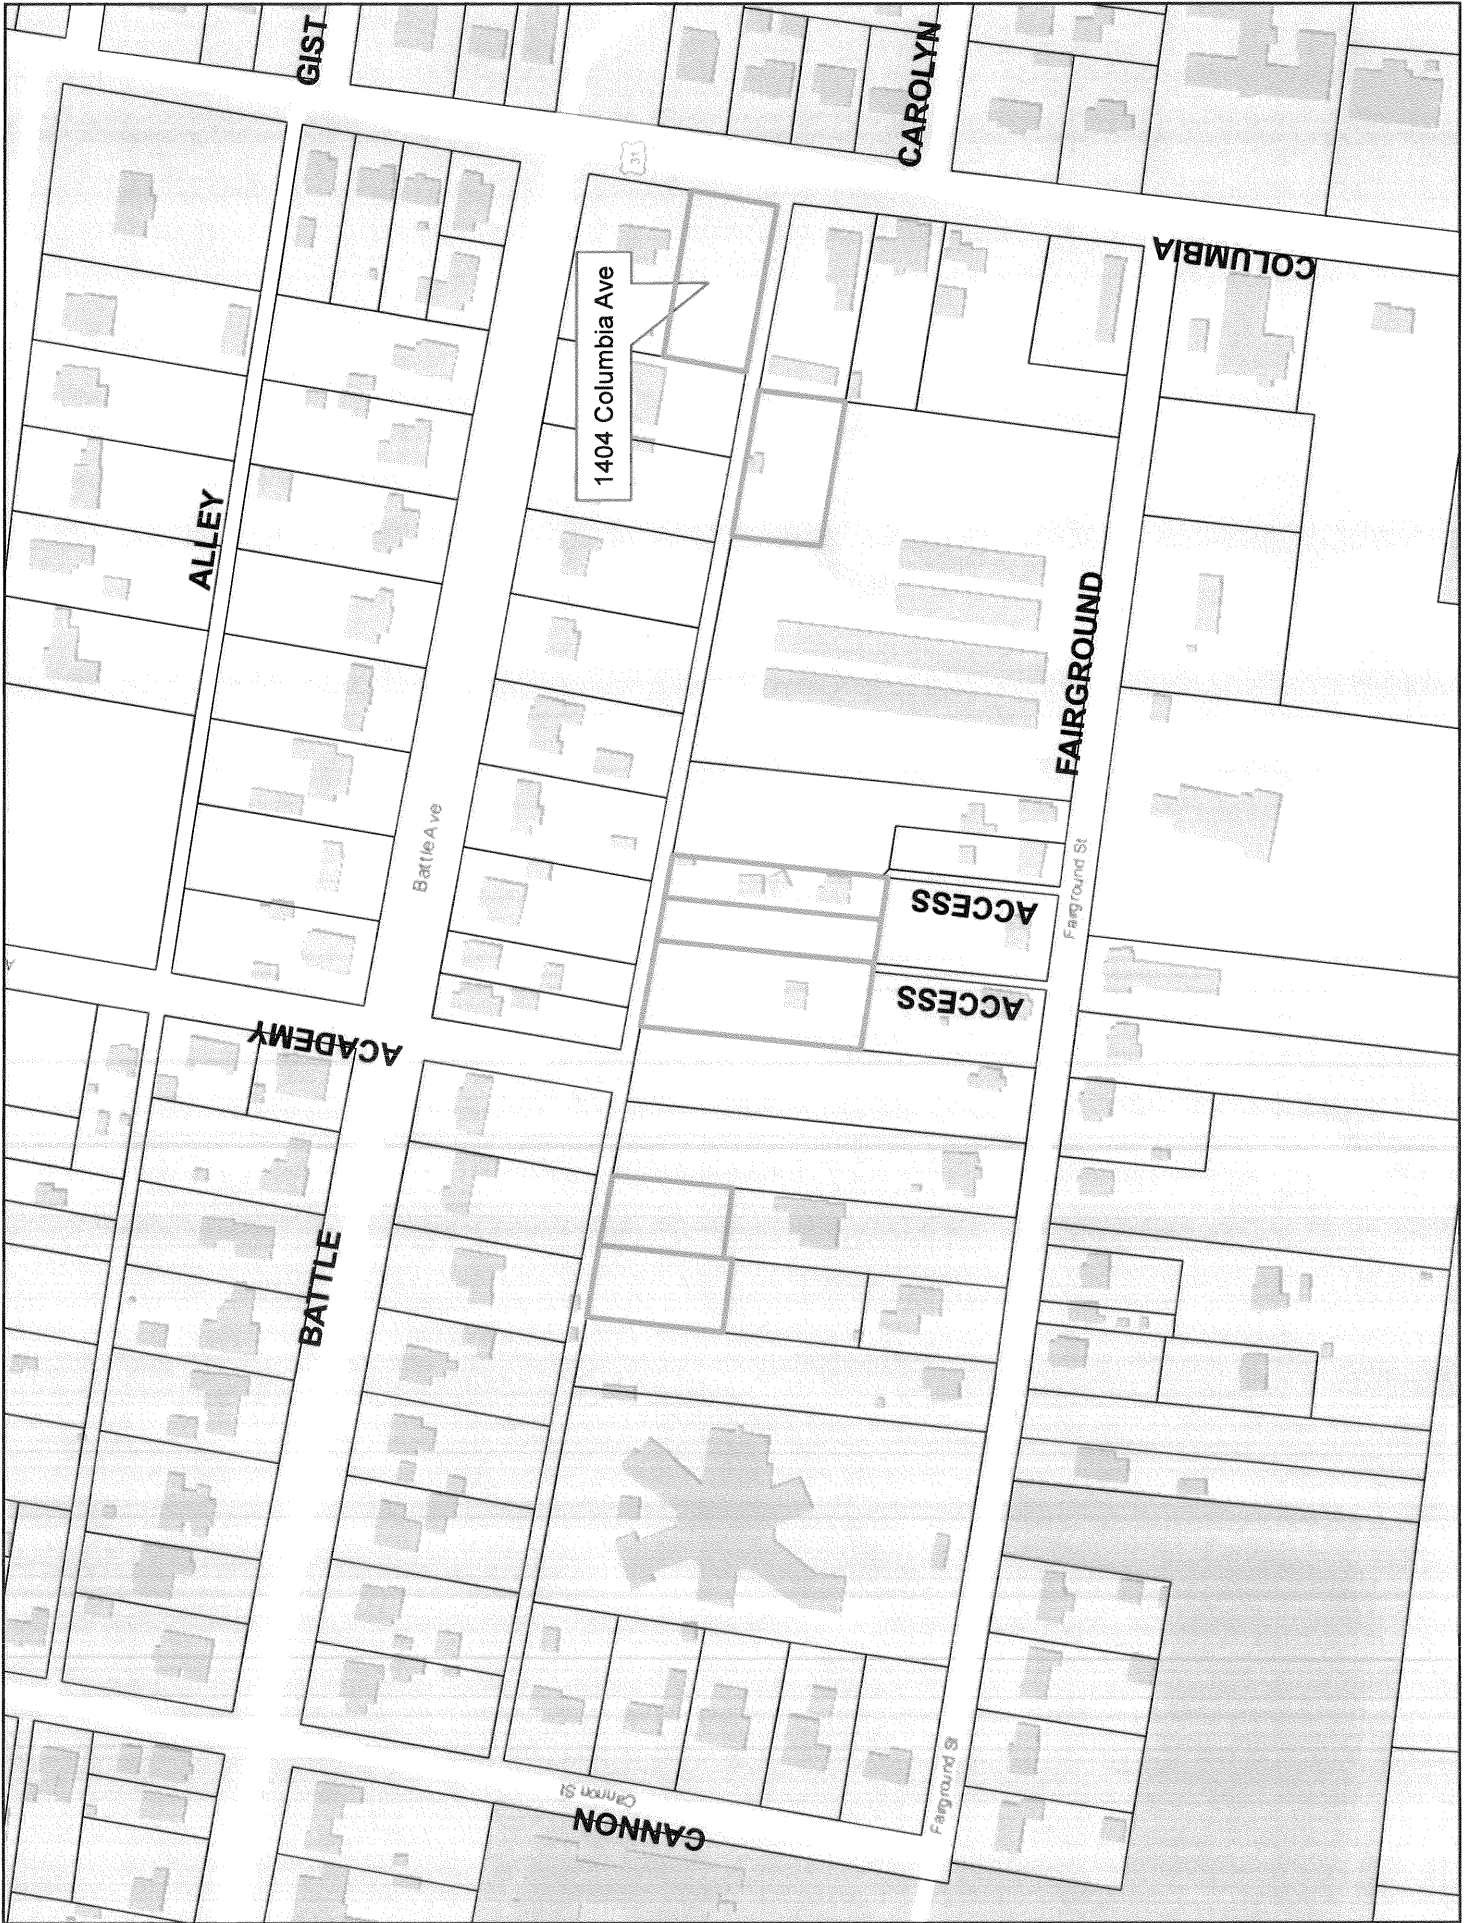 GIST
CAROLYN
31
COLUMBIA
1404 Columbia Ave
ALLEY
FAIRGROUND
Battle Ave
Fairground St
ACCESS
ACCESS
ACADEMY
BATTLE
Cannon St
CANNON
Fairground St
A